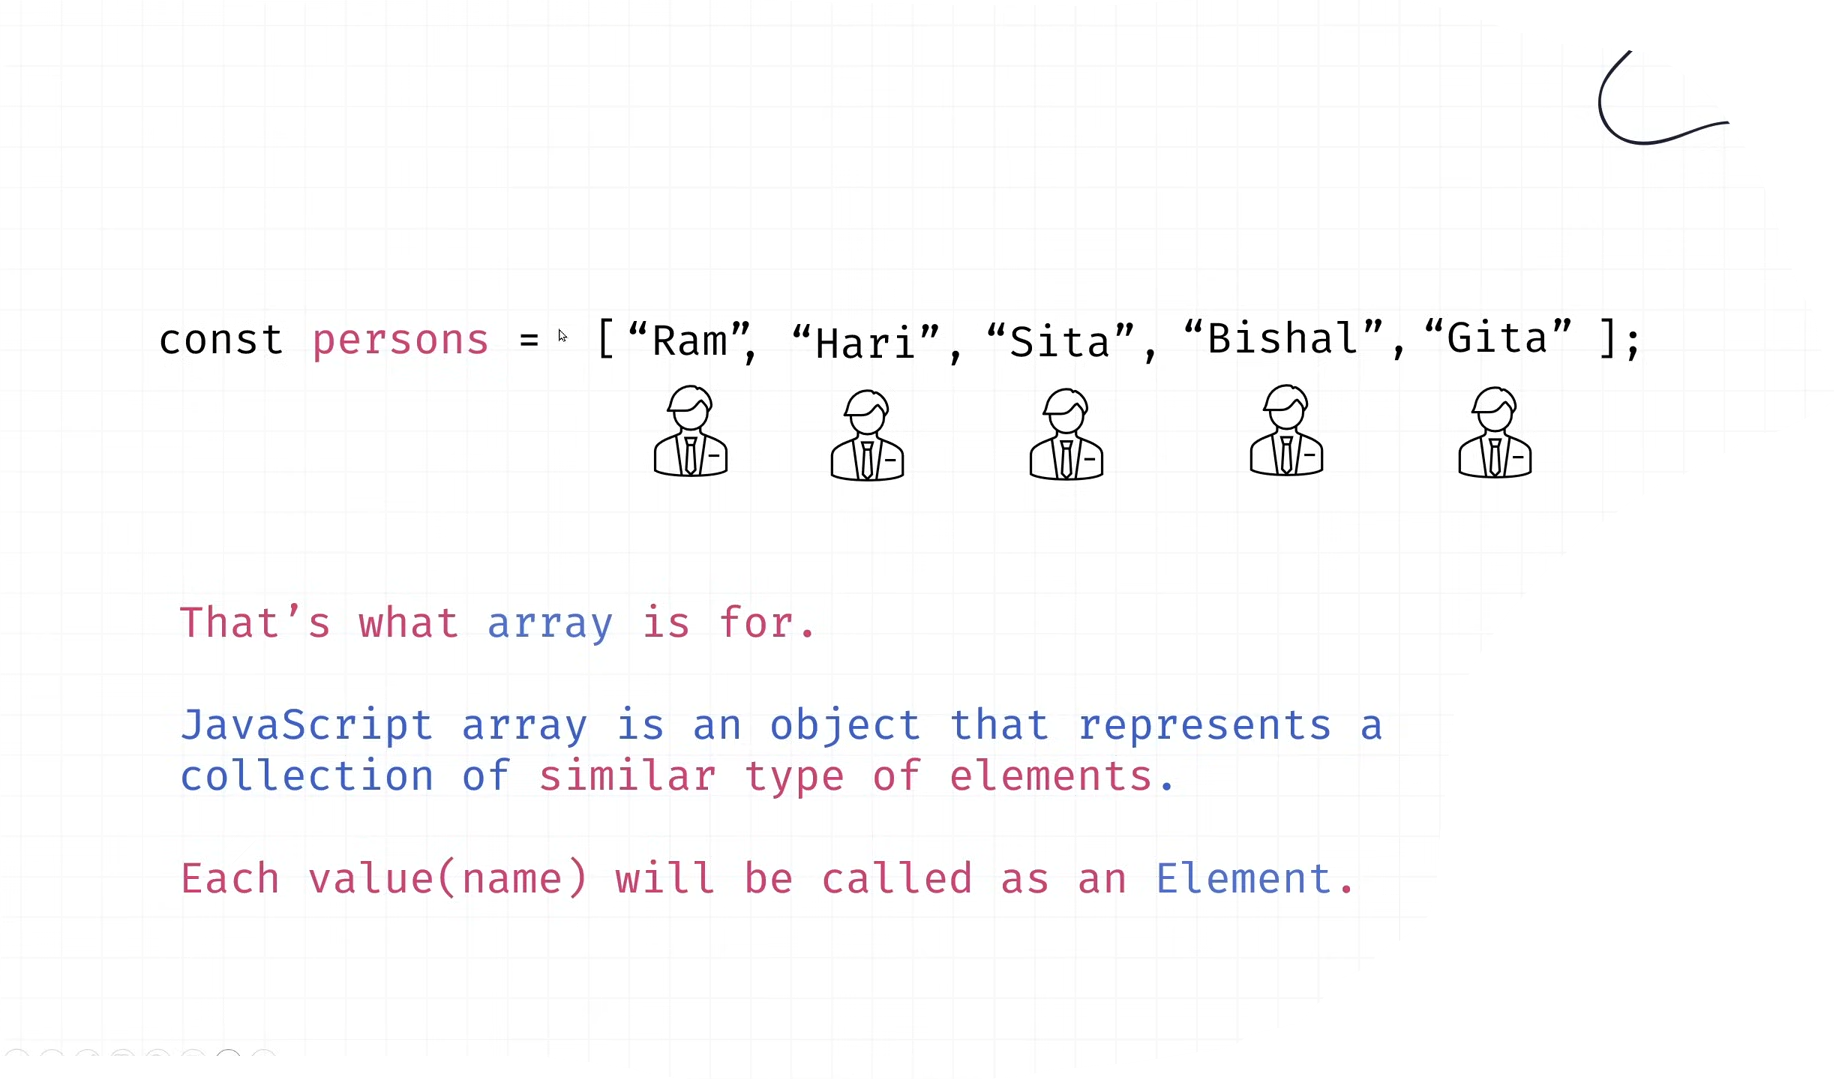 const persons = [ “Ram”, “Hari”, “Sita”, “Bishal”, “Gita” ];
That’s what array is for.
JavaScript array is an object that represents a
collection of similar type of elements.
Each value(name) will be called as an Element.